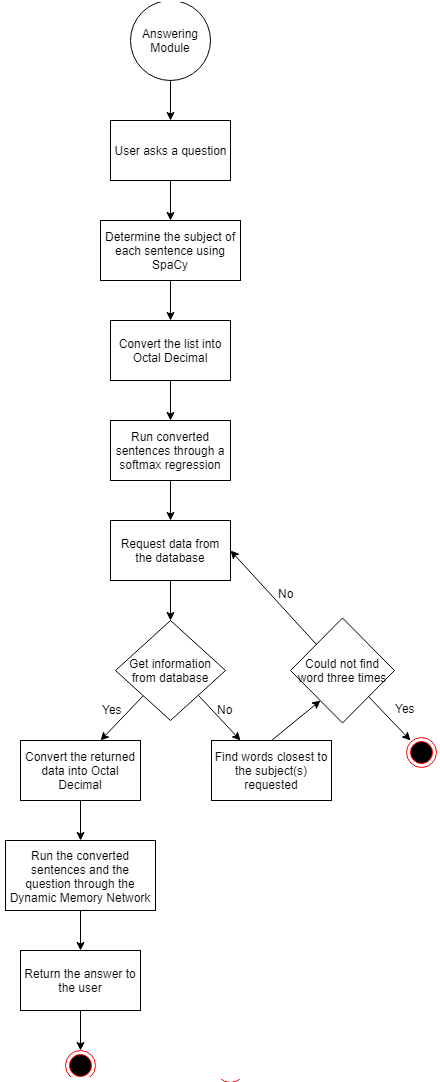 Answering
Module
User asks a question
Determine the subject of
each sentence using
SpaCy
Convert the list into
Octal Decimal
Run converted
sentences through a
softmax regression
Request data from
the database
No
Get information
from database
Could not find
word three times
Yes
No
Yes
Convert the returned
data into Octal
Decimal
Find words closest to
the subject(s)
requested
Run the converted
sentences and the
question through the
Dynamic Memory Network
Return the answer to
the user